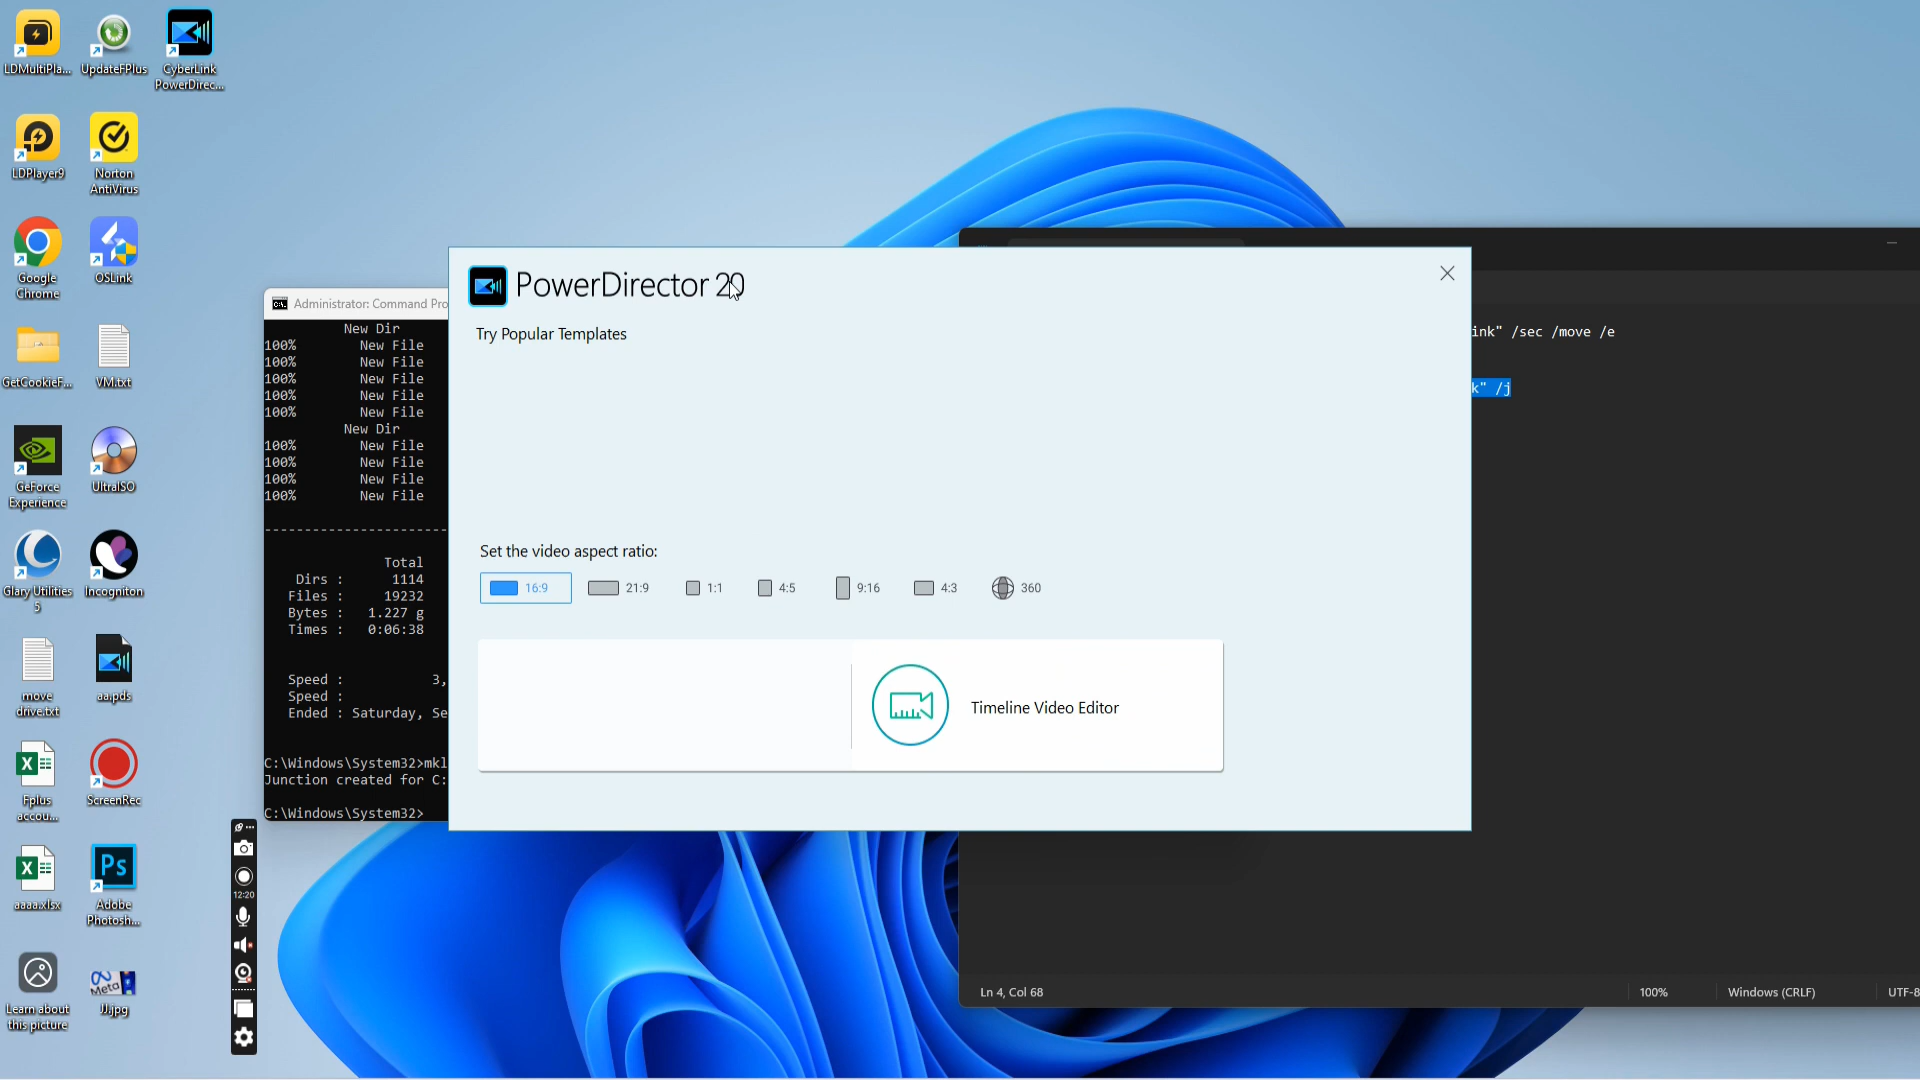 LDMultiPla...
UpdateFPlus
CyberLink
PowerDirec...
LDPlayer9
Norton
AntiVirus
Google
Chrome
OSLink
GetCookieF...
VM.txt
GeForce
Experience
UltraISO
Glary Utilities
5
Incogniton
move
drive.txt
aa.pds
Fplus
accou...
ScreenRec
aaaa.xlsx
Ps
Adobe
Photosh...
Learn about
this picture
Meta
JJ.jpg
12:20
Administrator: Command Pro
New Dir
100% New File
100% New File
100% New File
100% New File
100% New File
New Dir
100% New File
100% New File
100% New File
100% New File
------------------------
Total
Dirs : 1114
Files : 19232
Bytes : 1.227 g
Times : 0:06:38
Speed : 3,
Speed :
Ended : Saturday, Se
C:\Windows\System32>mkl
Junction created for C:
C:\Windows\System32>
PowerDirector 20
Try Popular Templates
Set the video aspect ratio:
16:9 21:9 1:1 4:5 9:16 4:3 360
Timeline Video Editor
ink" /sec /move /e
k" /j
Ln 4, Col 68
100%
Windows (CRLF)
UTF-8